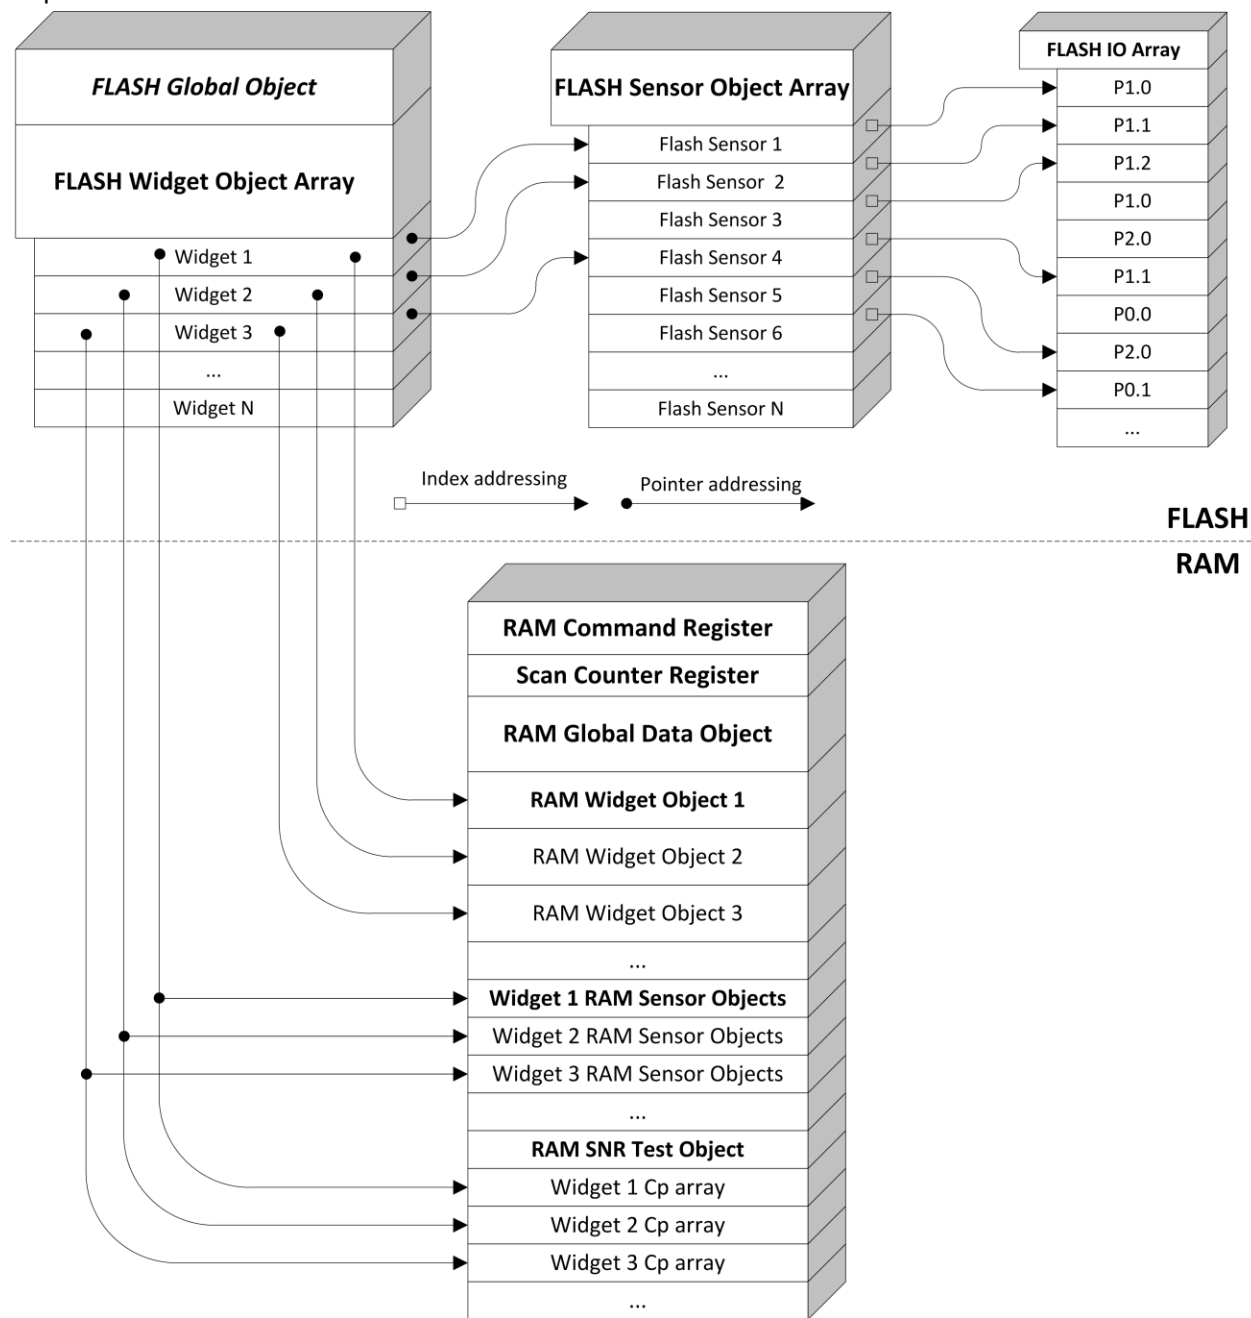 FLASH Global Object
FLASH Widget Object Array
Widget 1
Widget 2
Widget 3
...
Widget N
FLASH Sensor Object Array
Flash Sensor 1
Flash Sensor 2
Flash Sensor 3
Flash Sensor 4
Flash Sensor 5
Flash Sensor 6
...
Flash Sensor N
FLASH IO Array
P1.0
P1.1
P1.2
P1.0
P2.0
P1.1
P0.0
P2.0
P0.1
...
Index addressing
Pointer addressing
FLASH
RAM
RAM Command Register
Scan Counter Register
RAM Global Data Object
RAM Widget Object 1
RAM Widget Object 2
RAM Widget Object 3
...
Widget 1 RAM Sensor Objects
Widget 2 RAM Sensor Objects
Widget 3 RAM Sensor Objects
...
RAM SNR Test Object
Widget 1 Cp array
Widget 2 Cp array
Widget 3 Cp array
...